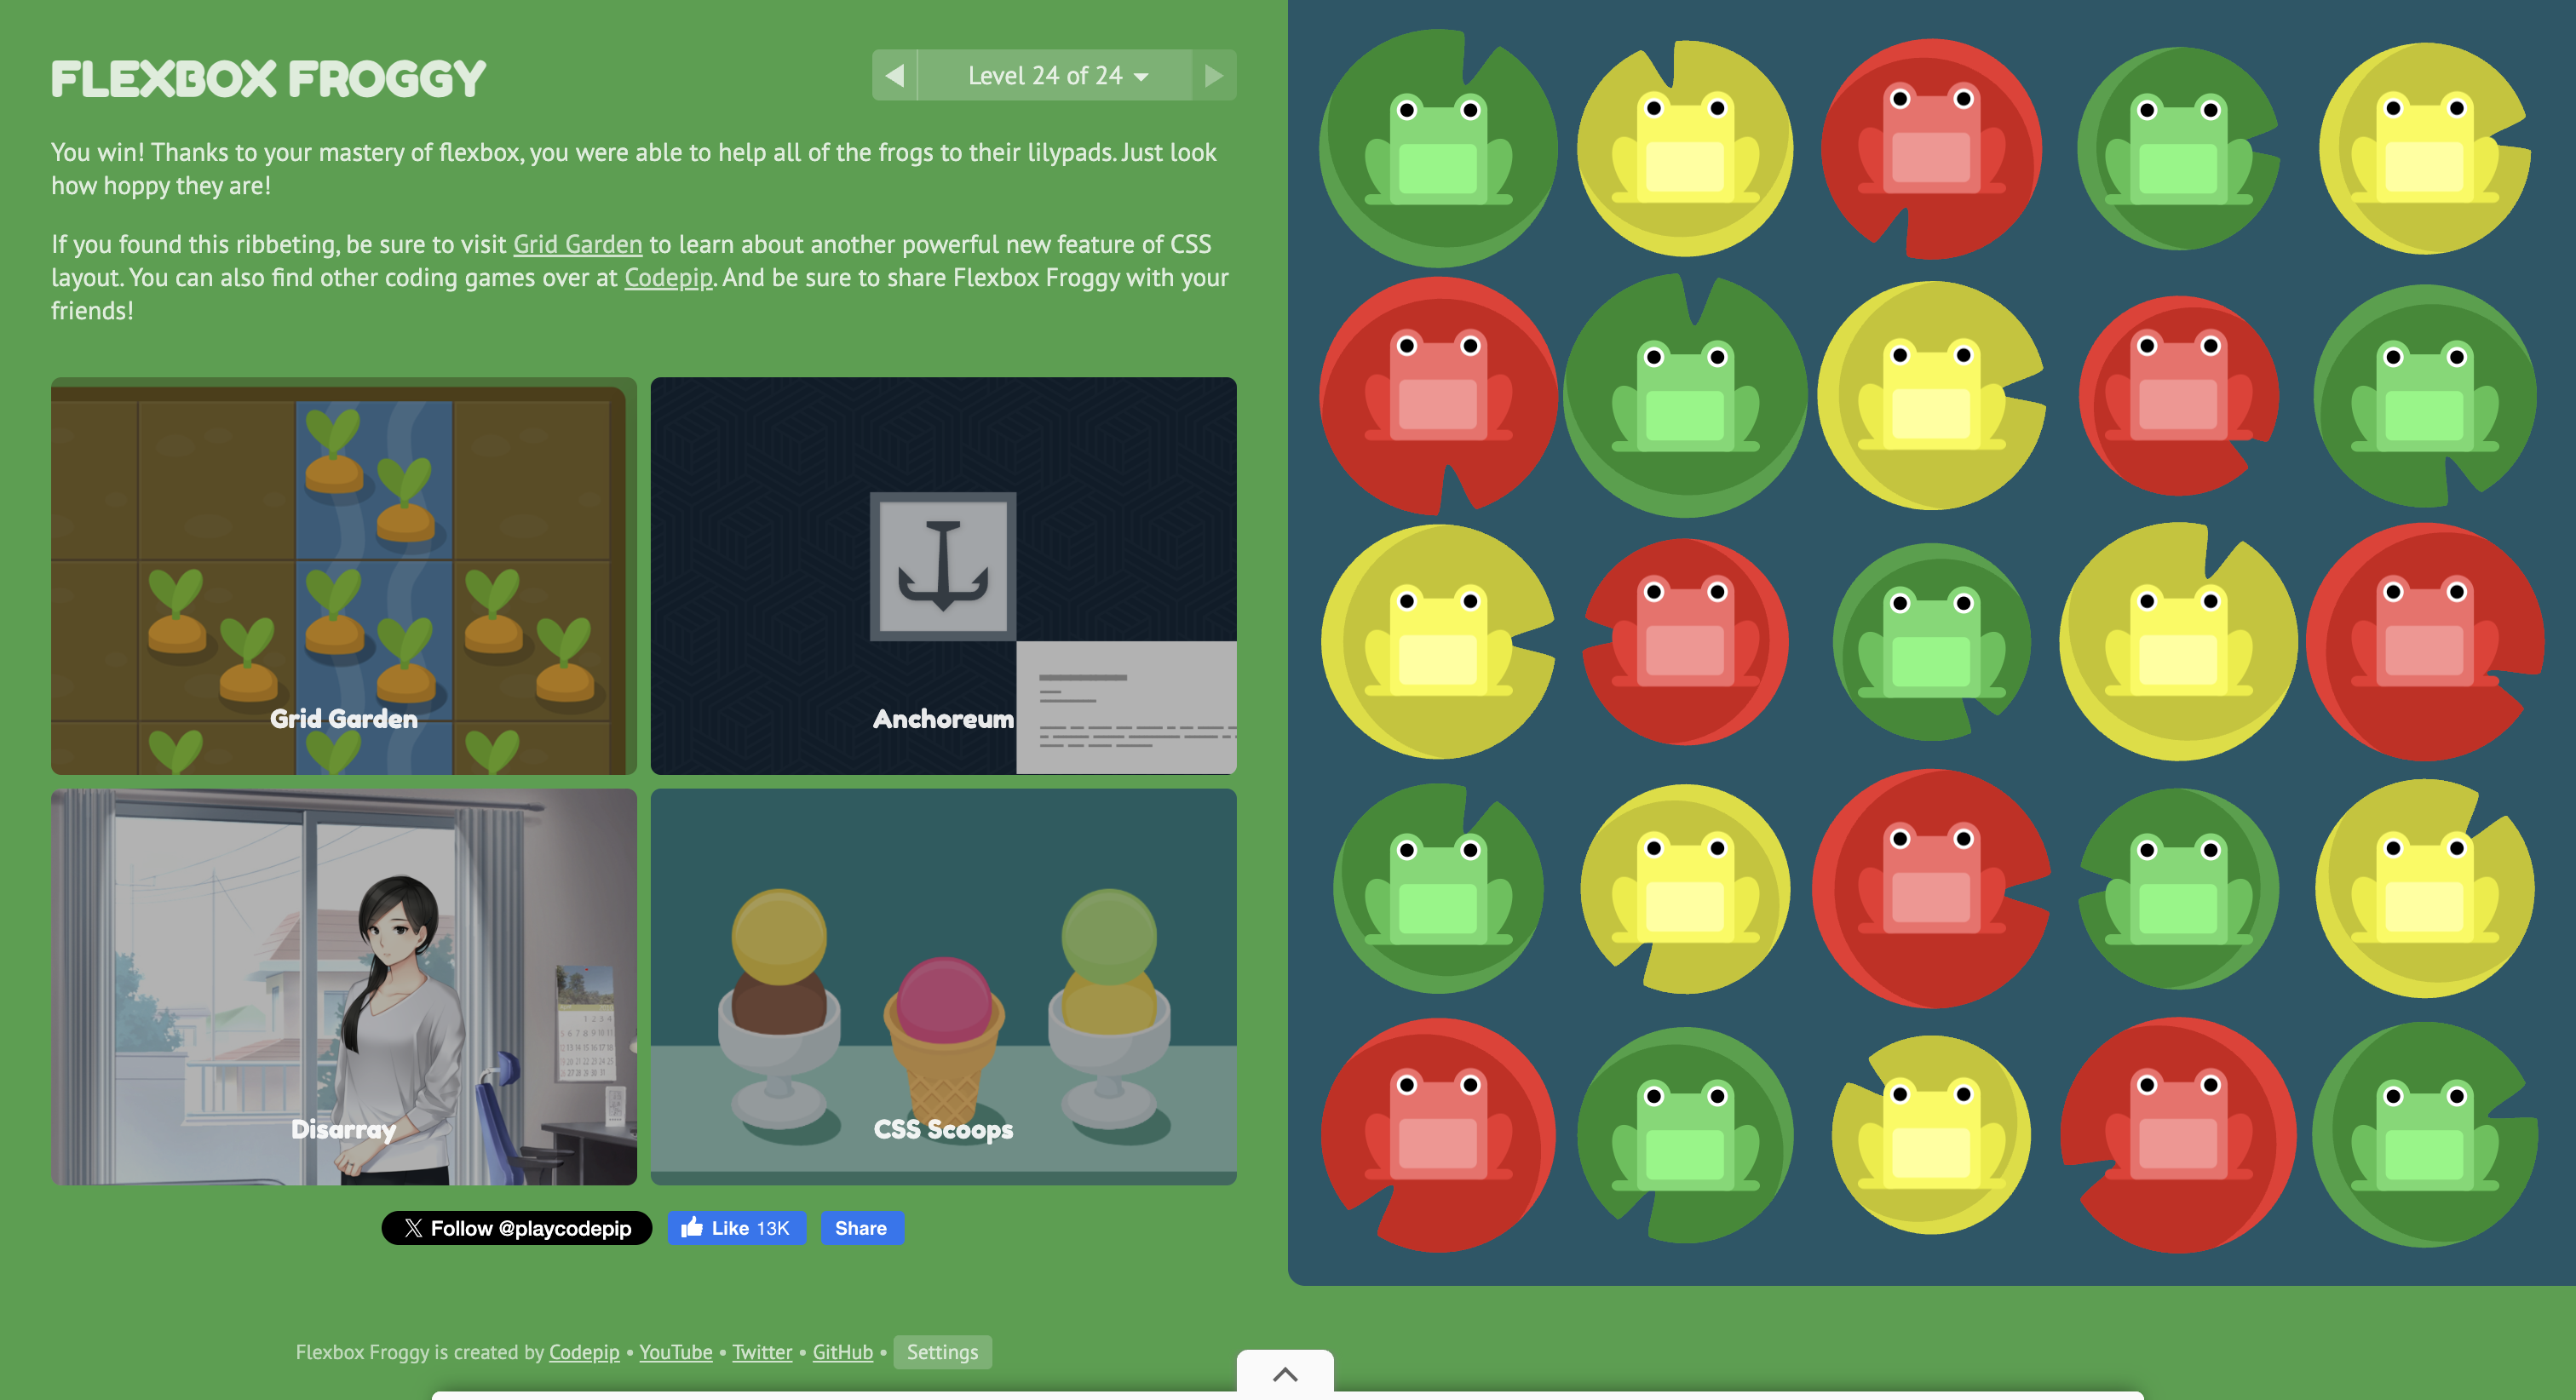 FLEXBOX FROGGY
Level 24 of 24
You win! Thanks to your mastery of flexbox, you were able to help all of the frogs to their lilypads. Just look
how hoppy they are!
If you found this ribbeting, be sure to visit Grid Garden to learn about another powerful new feature of CSS
layout. You can also find other coding games over at Codepip. And be sure to share Flexbox Froggy with your
friends!
Grid Garden
Anchoreum
Disarray
CSS Scoops
Follow @playcodepip
Like 13K
Share
Flexbox Froggy is created by Codepip • YouTube • Twitter • GitHub • Settings